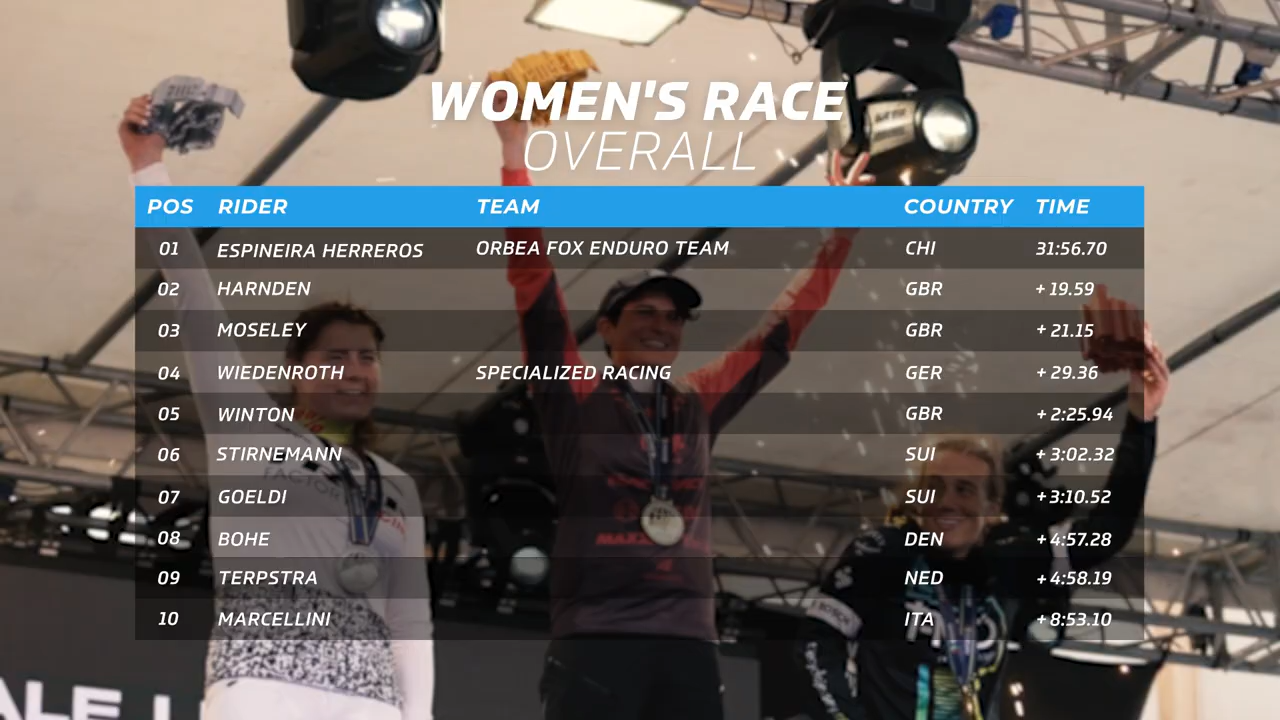 WOMEN'S RACE
OVERALL
POS RIDER TEAM COUNTRY TIME
01 ESPINEIRA HERREROS ORBEA FOX ENDURO TEAM CHI 31:56.70
02 HARNDEN GBR + 19.59
03 MOSELEY GBR + 21.15
04 WIEDENROTH SPECIALIZED RACING GER + 29.36
05 WINTON GBR + 2:25.94
06 STIRNEMANN SUI + 3:02.32
07 GOELDI SUI + 3:10.52
08 BOHE DEN + 4:57.28
09 TERPSTRA NED + 4:58.19
10 MARCELLINI ITA + 8:53.10